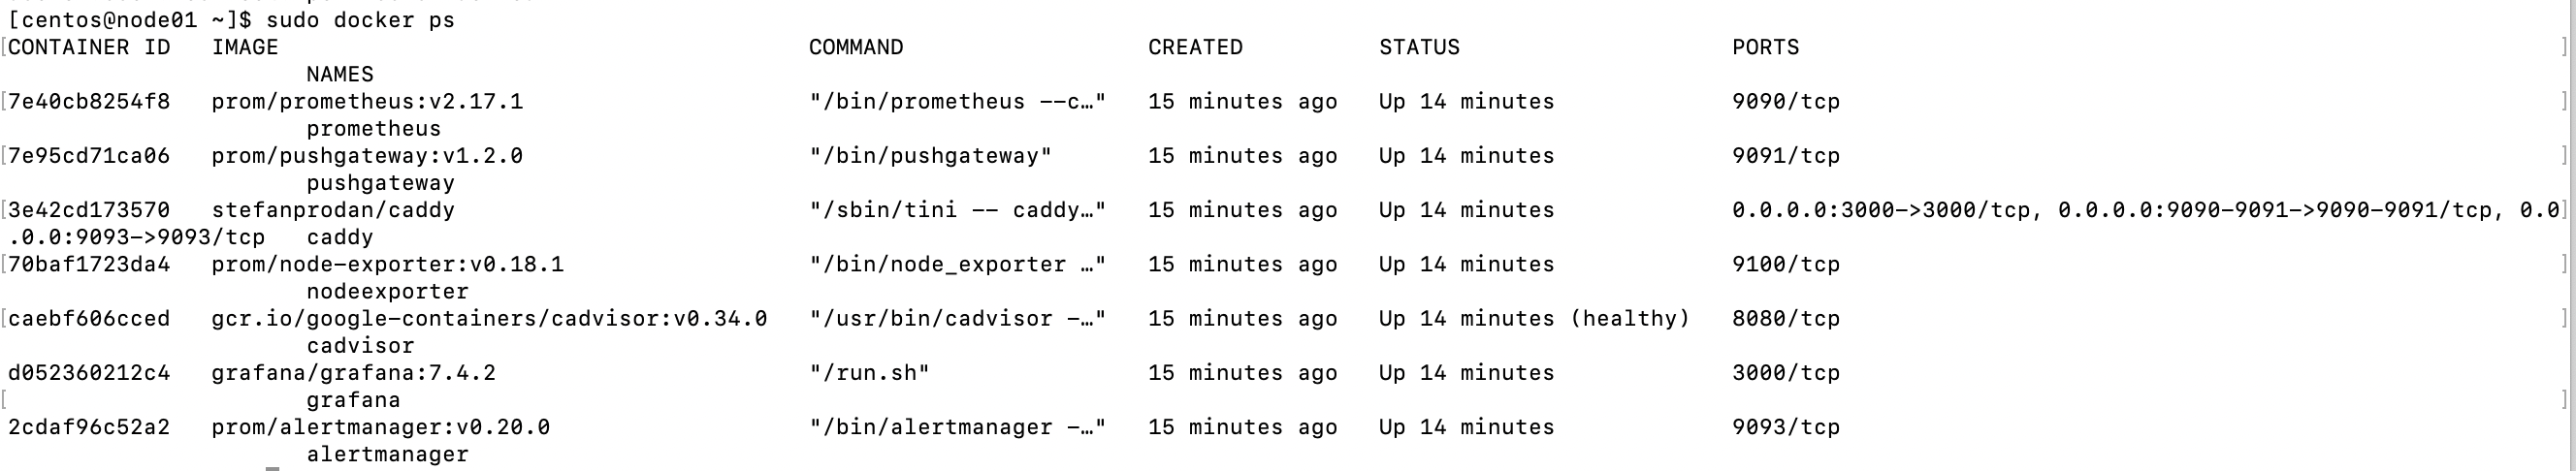 [centos@node01 ~]$ sudo docker ps
CONTAINER ID   IMAGE                                       COMMAND                  CREATED          STATUS                    PORTS
                      NAMES
7e40cb8254f8   prom/prometheus:v2.17.1                     "/bin/prometheus --c…"   15 minutes ago   Up 14 minutes             9090/tcp
                      prometheus
7e95cd71ca06   prom/pushgateway:v1.2.0                     "/bin/pushgateway"       15 minutes ago   Up 14 minutes             9091/tcp
                      pushgateway
3e42cd173570   stefanprodan/caddy                          "/sbin/tini -- caddy…"   15 minutes ago   Up 14 minutes             0.0.0.0:3000->3000/tcp, 0.0.0.0:9090-9091->9090-9091/tcp, 0.0
.0.0:9093->9093/tcp   caddy
70baf1723da4   prom/node-exporter:v0.18.1                  "/bin/node_exporter …"   15 minutes ago   Up 14 minutes             9100/tcp
                      nodeexporter
caebf606cced   gcr.io/google-containers/cadvisor:v0.34.0   "/usr/bin/cadvisor -…"   15 minutes ago   Up 14 minutes (healthy)   8080/tcp
                      cadvisor
d052360212c4   grafana/grafana:7.4.2                       "/run.sh"                15 minutes ago   Up 14 minutes             3000/tcp
                      grafana
2cdaf96c52a2   prom/alertmanager:v0.20.0                   "/bin/alertmanager -…"   15 minutes ago   Up 14 minutes             9093/tcp
                      alertmanager